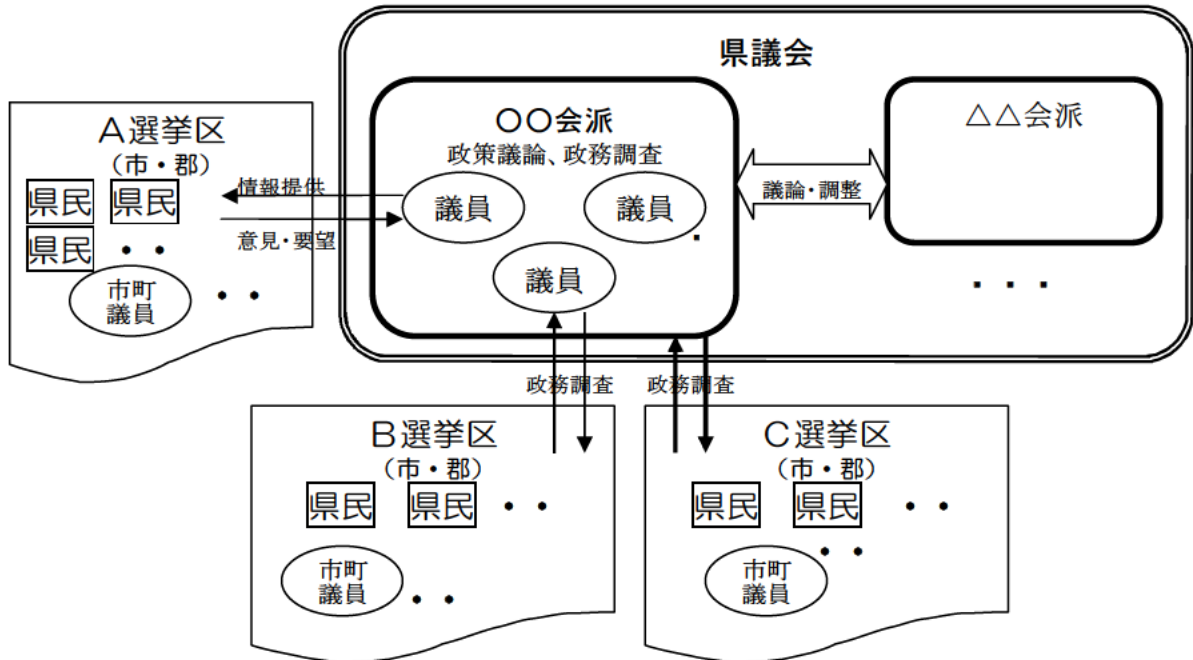 県議会
〇〇会派
政策議論、政務調査
議員
議員
議員
議論・調整
△△会派
・・・
A選挙区
(市・郡)
県民
県民
県民
・・
市町
議員
・・
情報提供
意見・要望
政務調査
政務調査
B選挙区
(市・郡)
県民
県民
・・
市町
議員
・・
C選挙区
(市・郡)
県民
県民
・・
・・
市町
議員